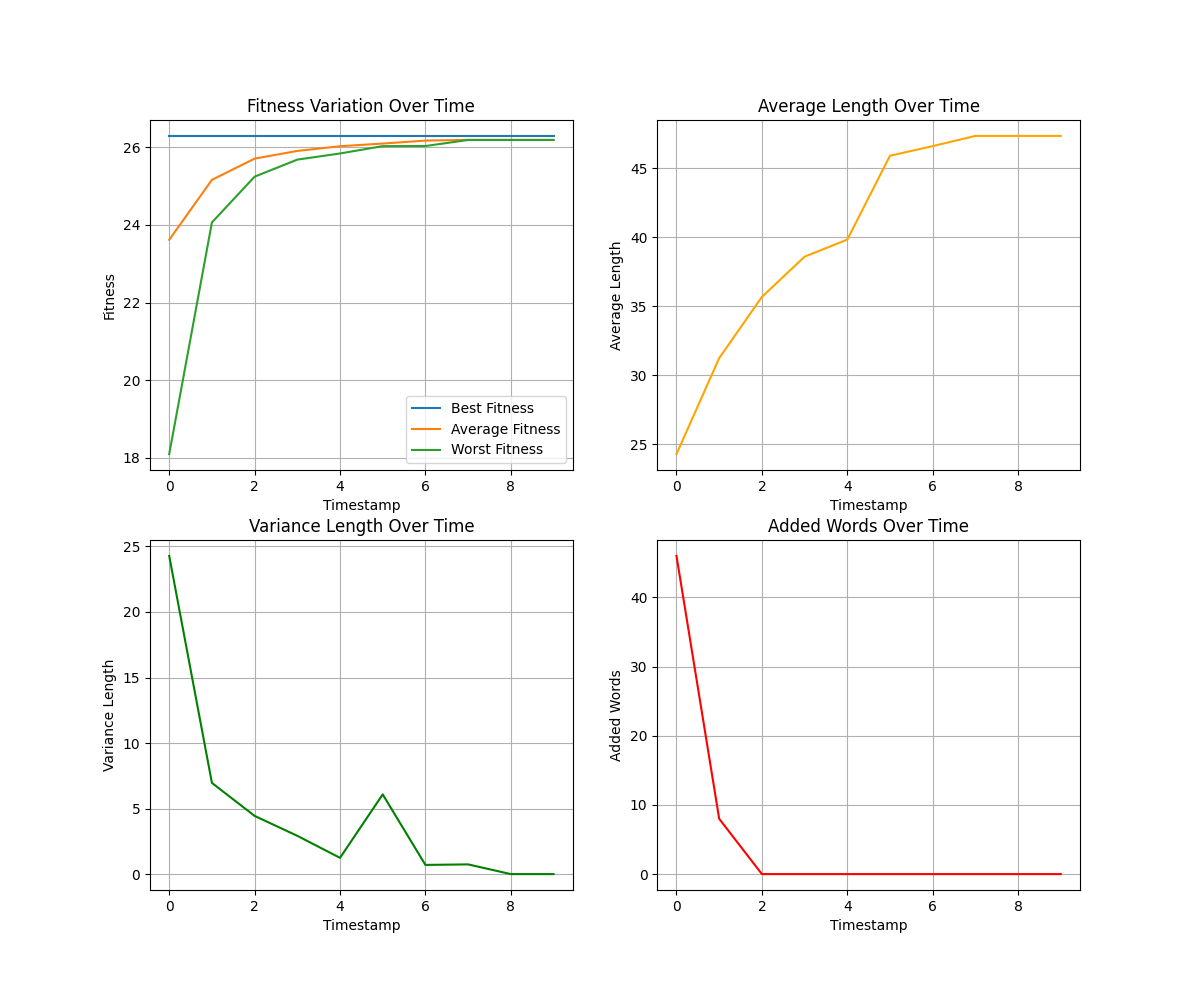 Fitness Variation Over Time
26
24
22
20
18
Fitness
Best Fitness
Average Fitness
Worst Fitness
0 2 4 6 8
Timestamp
Average Length Over Time
45
40
35
30
25
Average Length
0 2 4 6 8
Timestamp
Variance Length Over Time
25
20
15
10
5
0
Variance Length
0 2 4 6 8
Timestamp
Added Words Over Time
40
30
20
10
0
Added Words
0 2 4 6 8
Timestamp